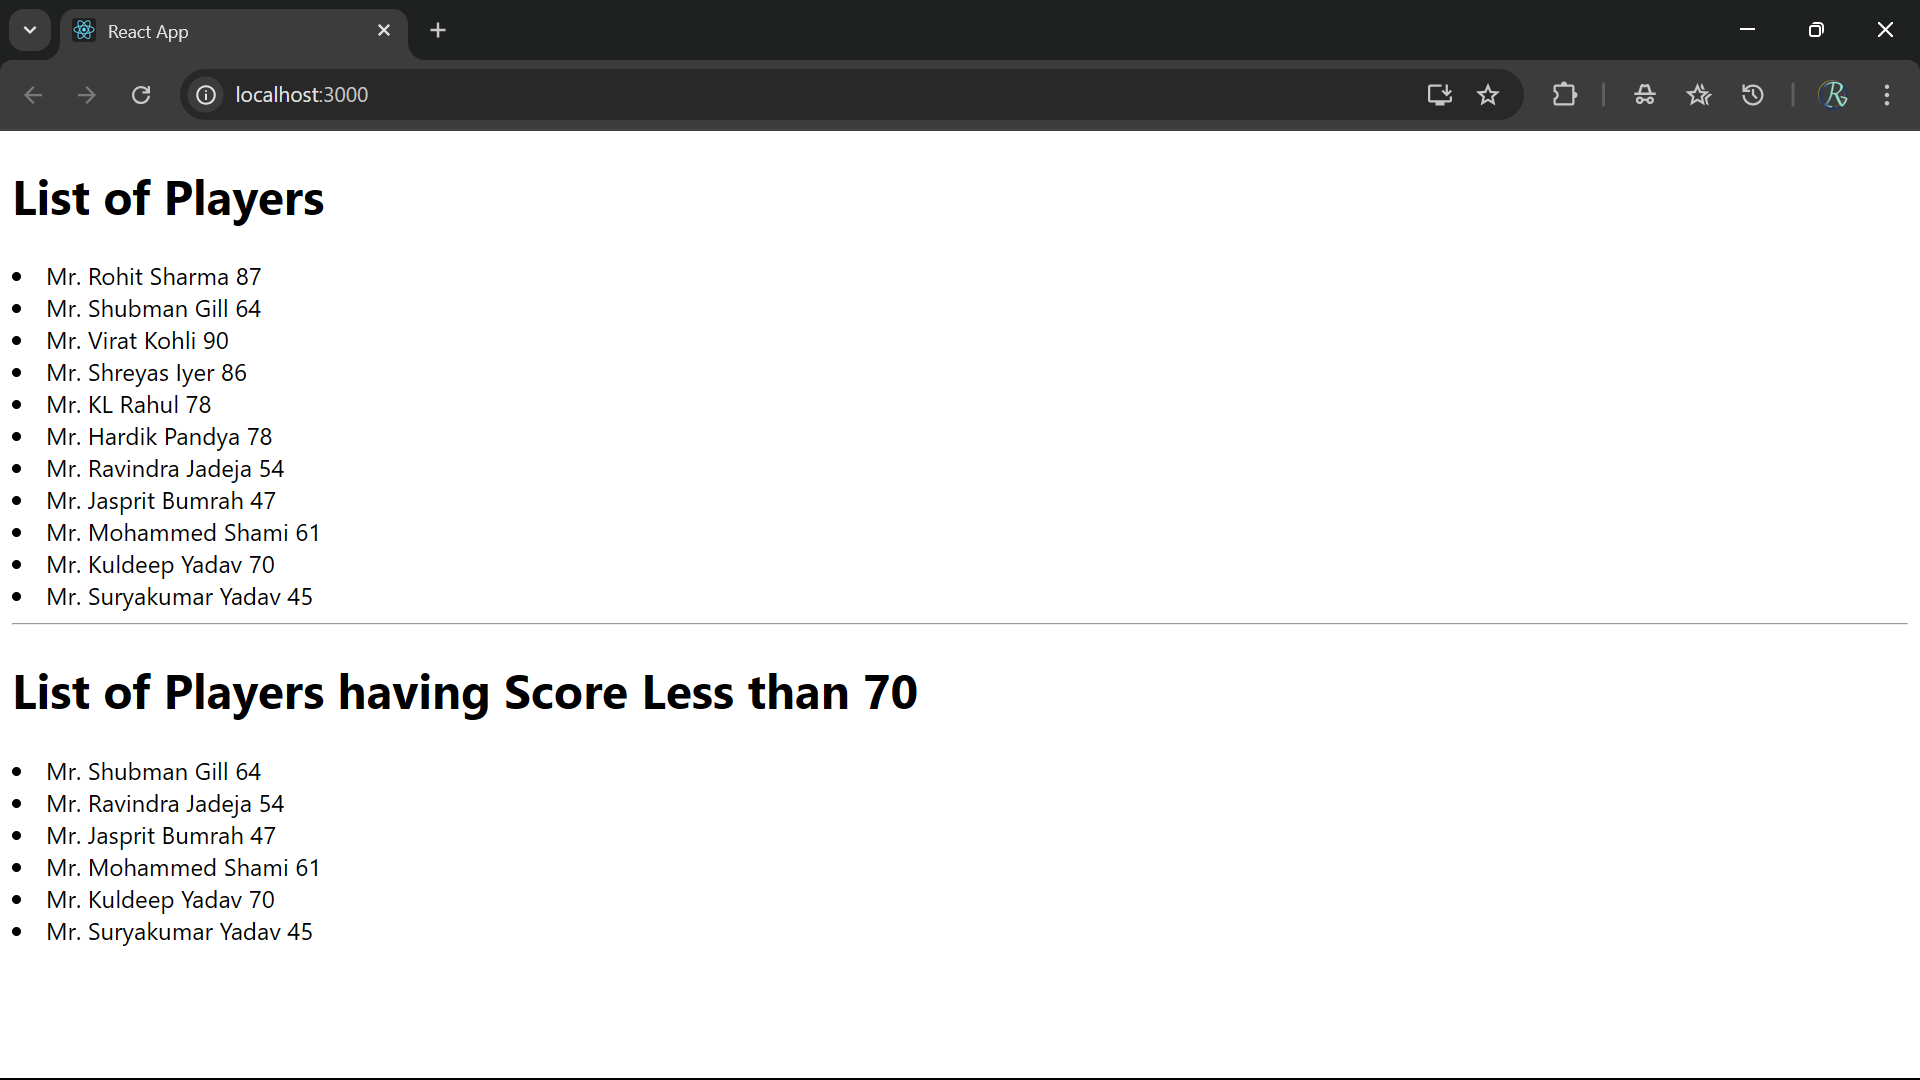 React App
localhost:3000
List of Players
Mr. Rohit Sharma 87
Mr. Shubman Gill 64
Mr. Virat Kohli 90
Mr. Shreyas Iyer 86
Mr. KL Rahul 78
Mr. Hardik Pandya 78
Mr. Ravindra Jadeja 54
Mr. Jasprit Bumrah 47
Mr. Mohammed Shami 61
Mr. Kuldeep Yadav 70
Mr. Suryakumar Yadav 45
List of Players having Score Less than 70
Mr. Shubman Gill 64
Mr. Ravindra Jadeja 54
Mr. Jasprit Bumrah 47
Mr. Mohammed Shami 61
Mr. Kuldeep Yadav 70
Mr. Suryakumar Yadav 45